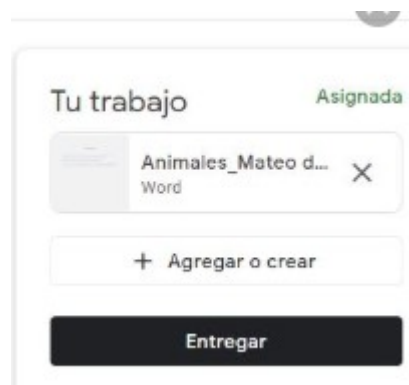 Tu trabajo
Asignada
Animales_Mateo d...
Word
+ Agregar o crear
Entregar